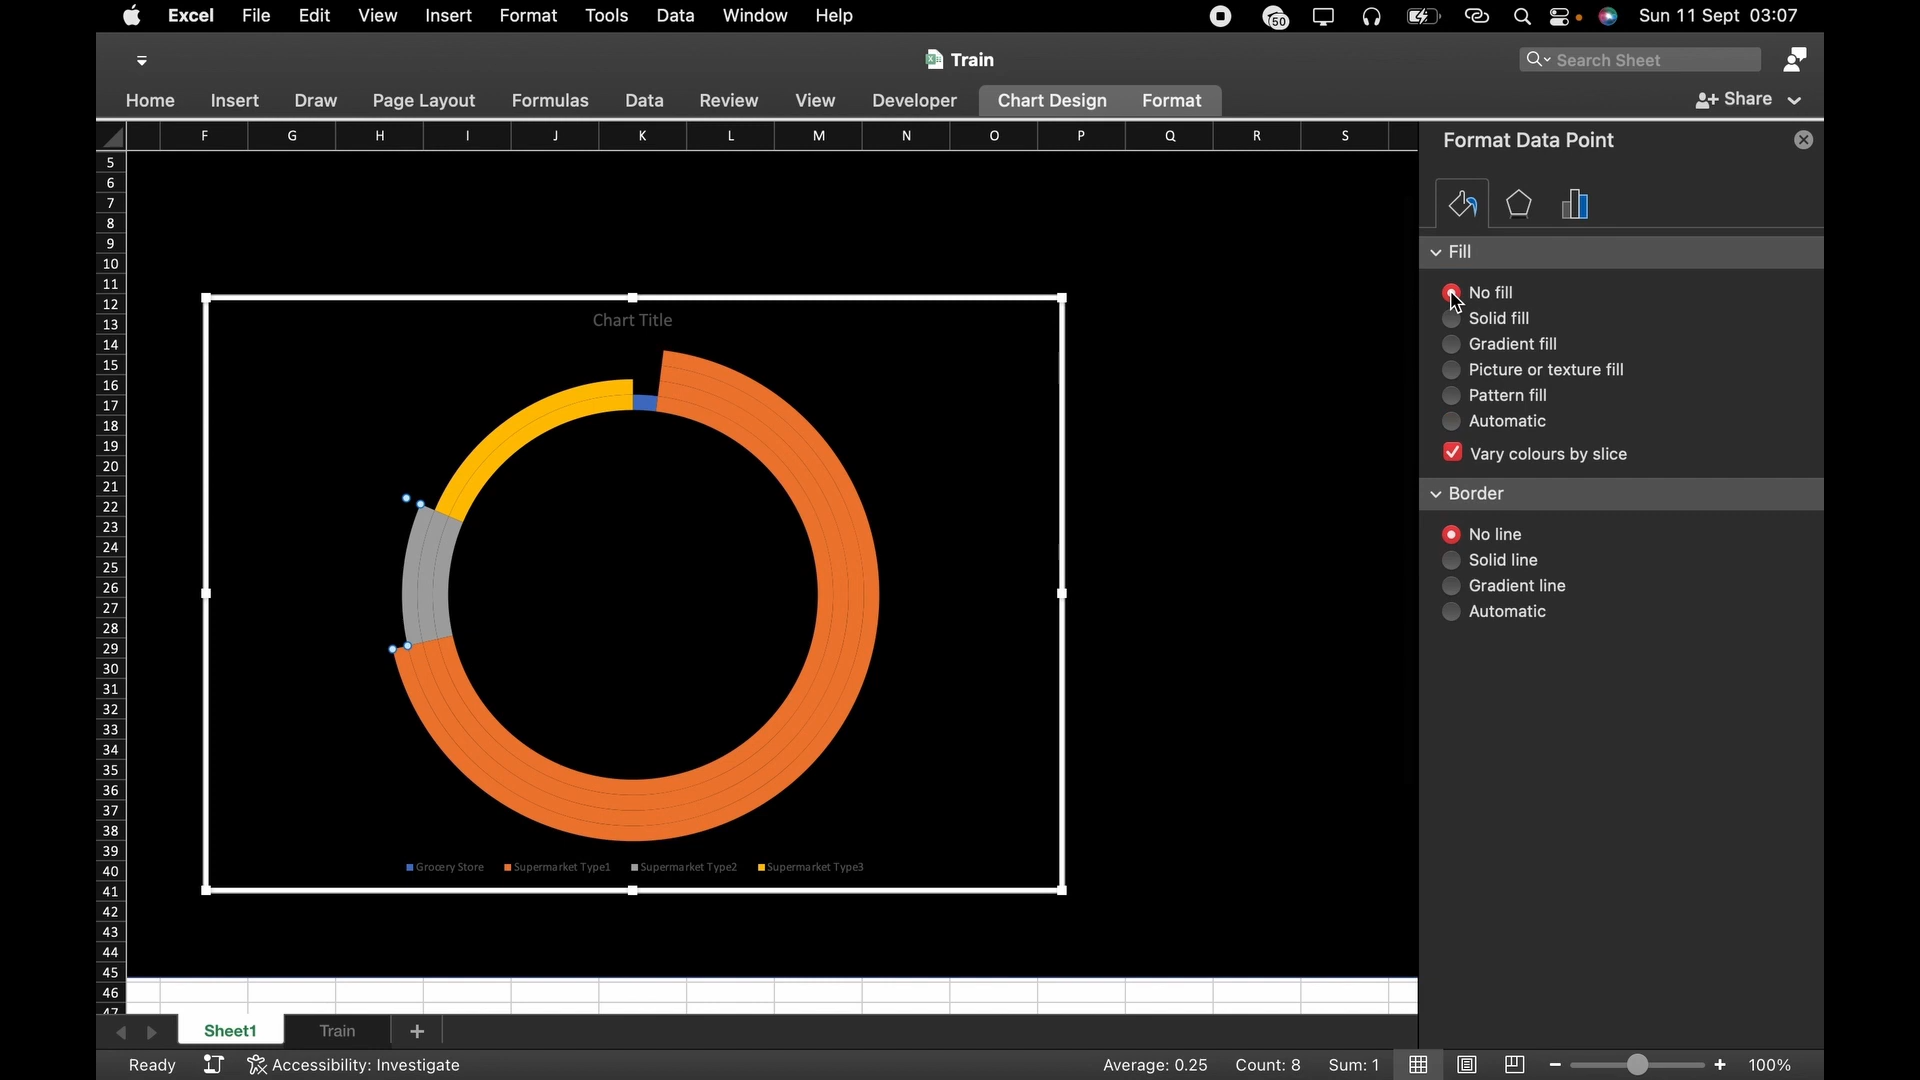 Excel File Edit View Insert Format Tools Data Window Help 50 Sun 11 Sept 03:07
Train
Search Sheet
Home Insert Draw Page Layout Formulas Data Review View Developer Chart Design Format Share
F G H I J K L M N O P Q R S
Format Data Point
5
6
7
8
9
10
11
12
13
14
15
16
17
18
19
20
21
22
23
24
25
26
27
28
29
30
31
32
33
34
35
36
37
38
39
40
41
42
43
44
45
46
47
Chart Title
Grocery Store Supermarket Type1 Supermarket Type2 Supermarket Type3
Fill
No fill
Solid fill
Gradient fill
Picture or texture fill
Pattern fill
Automatic
Vary colours by slice
Border
No line
Solid line
Gradient line
Automatic
Sheet1 Train +
Ready Accessibility: Investigate Average: 0.25 Count: 8 Sum: 1 100%